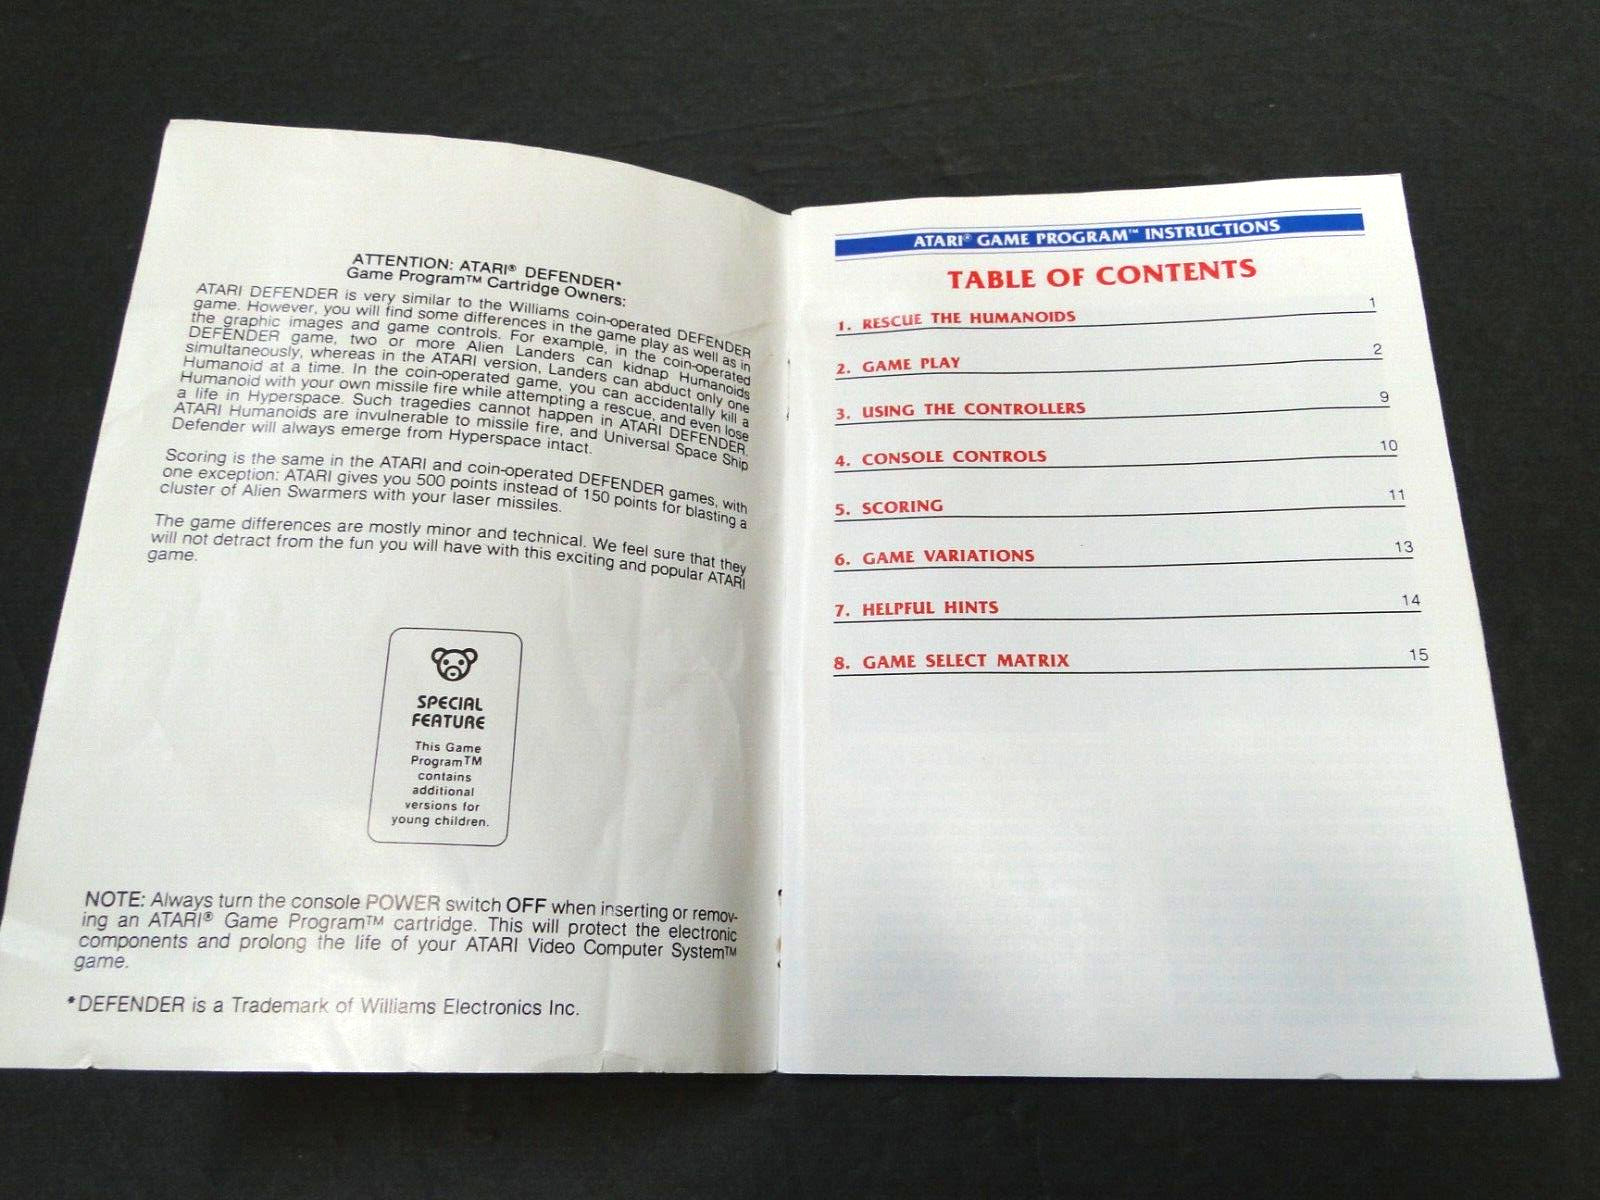 ATTENTION: ATARI® DEFENDER*
Game Program™ Cartridge Owners:
ATARI DEFENDER is very similar to the Williams coin-operated DEFENDER
game. However, you will find some differences in the game play as well as in
the graphic images and game controls. For example, in the coin-operated
DEFENDER game, two or more Alien Landers can kidnap Humanoids
simultaneously, whereas in the ATARI version, Landers can abduct only one
Humanoid at a time. In the coin-operated game, you can accidentally kill a
Humanoid with your own missile fire while attempting a rescue, and even lose
a life in Hyperspace. Such tragedies cannot happen in ATARI DEFENDER.
ATARI Humanoids are invulnerable to missile fire, and Universal Space Ship
Defender will always emerge from Hyperspace intact.
Scoring is the same in the ATARI and coin-operated DEFENDER games, with
one exception: ATARI gives you 500 points instead of 150 points for blasting a
cluster of Alien Swarmers with your laser missiles.
The game differences are mostly minor and technical. We feel sure that they
will not detract from the fun you will have with this exciting and popular ATARI
game.
SPECIAL
FEATURE
This Game
Program™
contains
additional
versions for
young children.
NOTE: Always turn the console POWER switch OFF when inserting or remov-
ing an ATARI® Game Program™ cartridge. This will protect the electronic
components and prolong the life of your ATARI Video Computer System™
game.
*DEFENDER is a Trademark of Williams Electronics Inc.
ATARI® GAME PROGRAM™ INSTRUCTIONS
TABLE OF CONTENTS
1. RESCUE THE HUMANOIDS 1
2. GAME PLAY 2
3. USING THE CONTROLLERS 9
4. CONSOLE CONTROLS 10
5. SCORING 11
6. GAME VARIATIONS 13
7. HELPFUL HINTS 14
8. GAME SELECT MATRIX 15